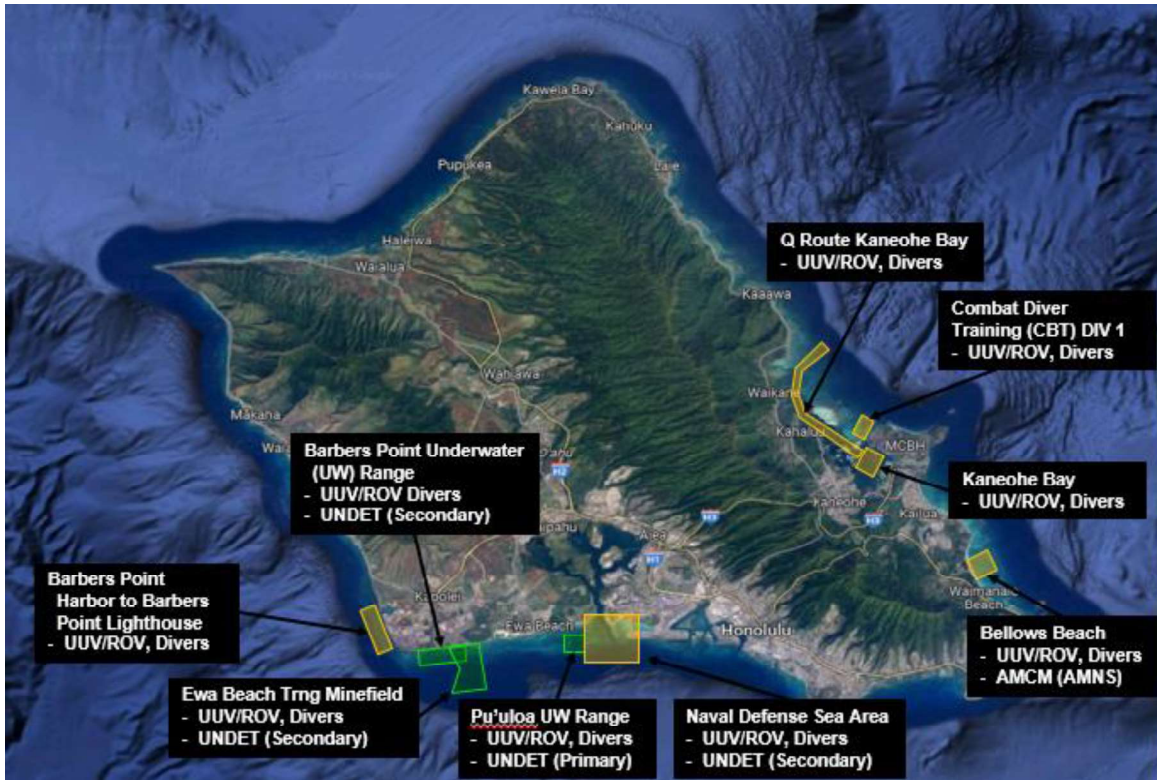 Kawela Bay
Kahuku
Pupukea
Laie
Haleiwa
Waialua
Q Route Kaneohe Bay
- UUV/ROV, Divers
Kaaawa
Combat Diver
Training (CBT) DIV 1
- UUV/ROV, Divers
Wahiawa
Waikane
Makaha
Kahaluu
MCBH
Barbers Point Underwater
(UW) Range
- UUV/ROV Divers
- UNDET (Secondary)
H2
Kaneohe Bay
- UUV/ROV, Divers
Kaneohe
Kailua
H3
H3
Aiea
H1
Barbers Point
Harbor to Barbers
Point Lighthouse
- UUV/ROV, Divers
Kapolei
Waimanalo
Beach
Ewa Beach
Honolulu
Bellows Beach
- UUV/ROV, Divers
- AMCM (AMNS)
Ewa Beach Trng Minefield
- UUV/ROV, Divers
- UNDET (Secondary)
Pu'uloa UW Range
- UUV/ROV, Divers
- UNDET (Primary)
Naval Defense Sea Area
- UUV/ROV, Divers
- UNDET (Secondary)